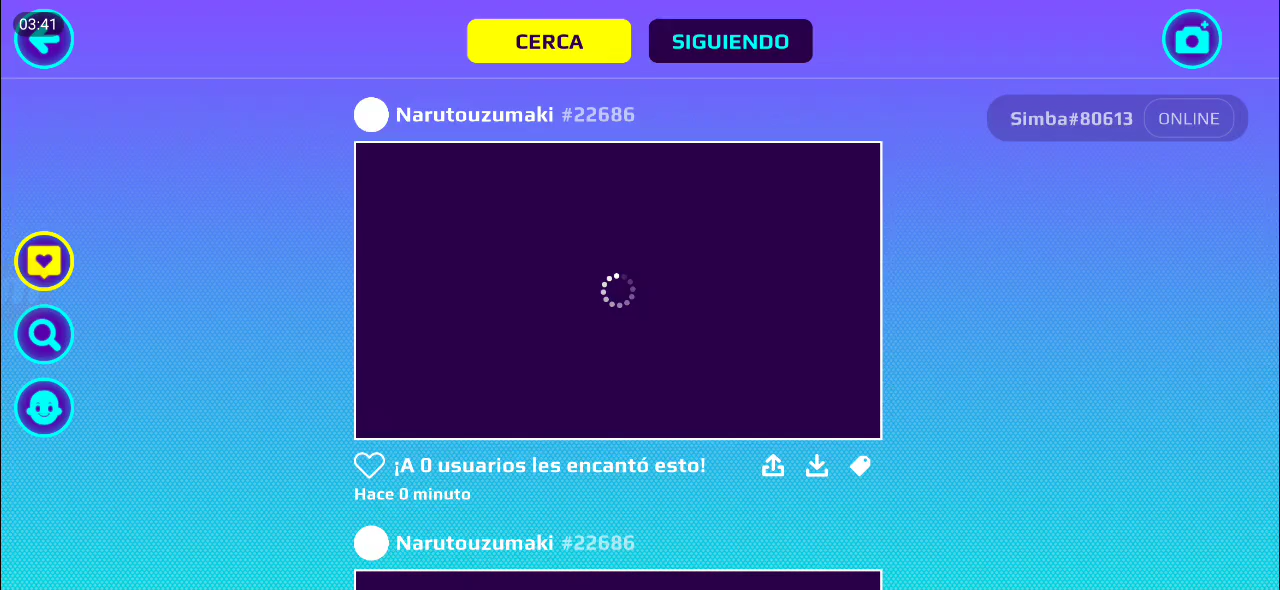 03:41
CERCA
SIGUIENDO
Narutouzumaki #22686
Simba#80613 ONLINE
¡A 0 usuarios les encantó esto!
Hace 0 minuto
Narutouzumaki #22686